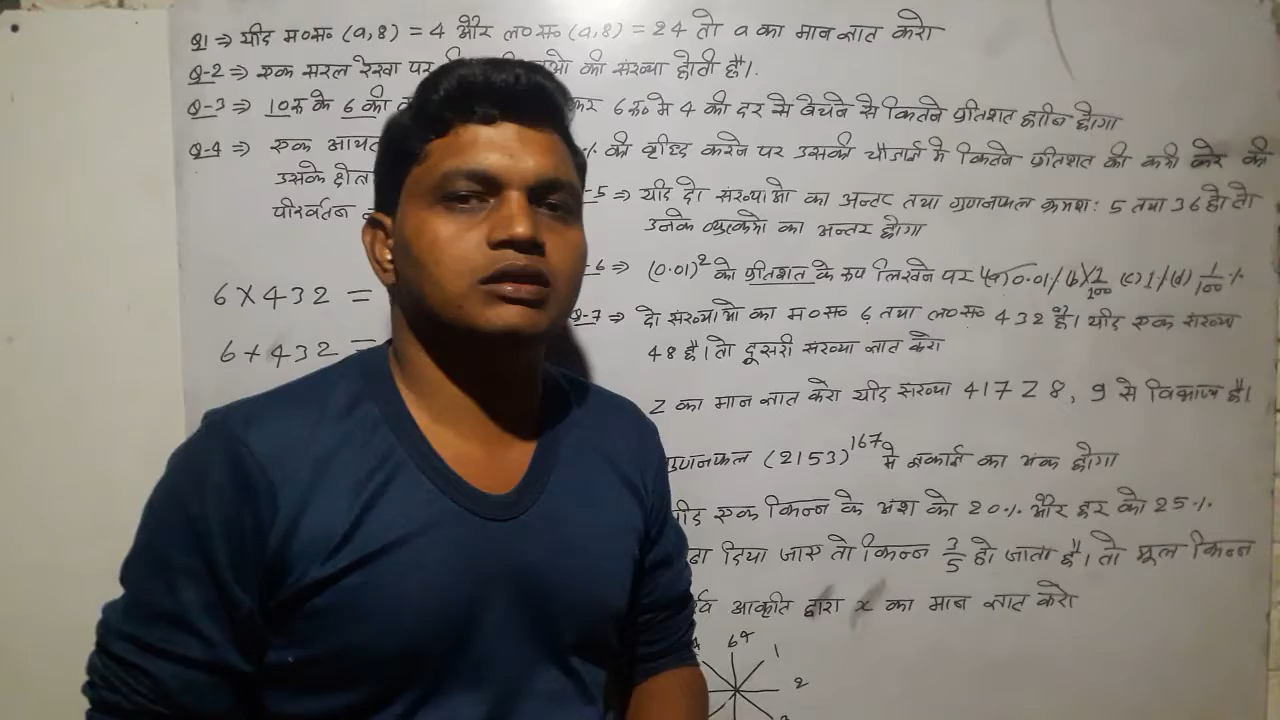 Q1 ⇒ यदि म०स० (a,8) = 4 और ल०स० (a,8) = 24 तो a का मान ज्ञात करो
Q-2 ⇒ एक सरल रेखा पर की संख्या होती है।
Q-3 ⇒ 10रु के 6 की कर 6रु० मे 4 की दर से बेचने से कितने प्रतिशत हानि होगा
Q-4 ⇒ एक आयत % की वृद्धि करने पर उसकी चौडाई मे कितने प्रतिशत की कमी करे की
उसके क्षेत्र
परिवर्तन न
-5 ⇒ यदि दो संख्याओ का अन्तर तथा गुणनफल क्रमश: 5 तथा 36 हो तो
उनके व्युत्क्रमो का अन्तर होगा
6 × 432 =
-6 ⇒ (0.01)² को प्रतिशत के रूप लिखने पर (a) 0.01 / (b) 1/100 (c) 1 / (d) 1/100 %
6 + 432 =
Q-7 ⇒ दो संख्याओ का म०स० 6 तथा ल०स० 432 है। यदि एक संख्या
48 है। तो दूसरी संख्या ज्ञात करो
Z का मान ज्ञात करो यदि संख्या 417Z8, 9 से विभाज्य है।
गुणनफल (2153)¹⁶⁷ मे इकाई का अंक होगा
यदि एक भिन्न के अंश को 20% और हर को 25%
बढा दिया जाए तो भिन्न 3/5 हो जाता है। तो मूल भिन्न
आकृति द्वारा x का मान ज्ञात करो
1
2